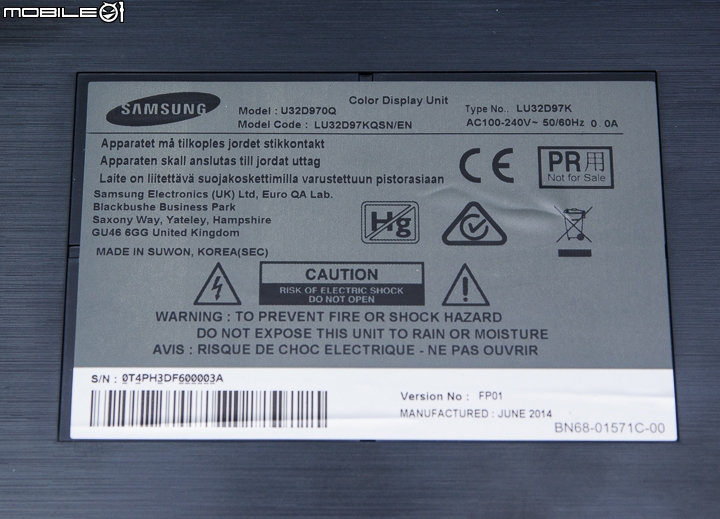 MOBILE01
SAMSUNG
Color Display Unit
Model : U32D970Q
Type No.. LU32D97K
Model Code : LU32D97KQSN/EN
AC100-240V~ 50/60Hz 0.0A
Apparatet må tilkoples jordet stikkontakt
Apparaten skall anslutas till jordat uttag
Laite on liitettävä suojakoskettimilla varustettuun pistorasiaan
CE
PR用
Not for Sale
Samsung Electronics (UK) Ltd, Euro QA Lab.
Blackbushe Business Park
Saxony Way, Yateley, Hampshire
GU46 6GG United Kingdom
Hg
MADE IN SUWON, KOREA(SEC)
CAUTION
RISK OF ELECTRIC SHOCK
DO NOT OPEN
WARNING : TO PREVENT FIRE OR SHOCK HAZARD
DO NOT EXPOSE THIS UNIT TO RAIN OR MOISTURE
AVIS : RISQUE DE CHOC ELECTRIQUE - NE PAS OUVRIR
S/N : 0T4PH3DF600003A
Version No : FP01
MANUFACTURED : JUNE 2014
BN68-01571C-00